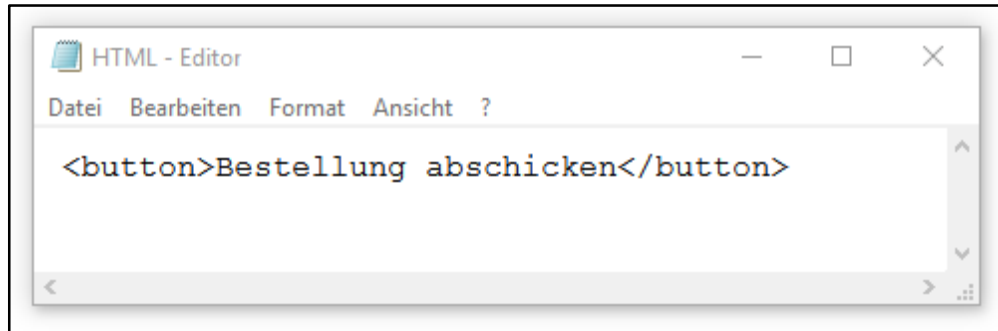 HTML - Editor
Datei Bearbeiten Format Ansicht ?
<button>Bestellung abschicken</button>